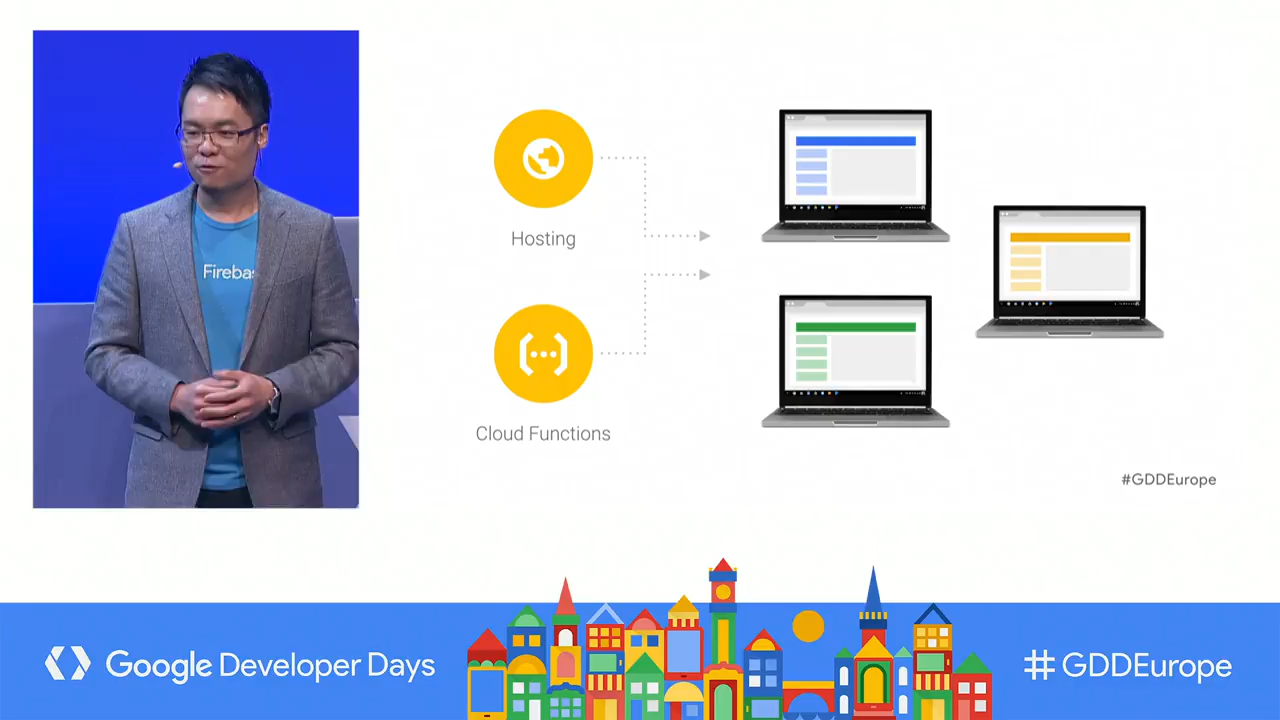 Firebas
Hosting
Cloud Functions
#GDDEurope
Google Developer Days
#GDDEurope